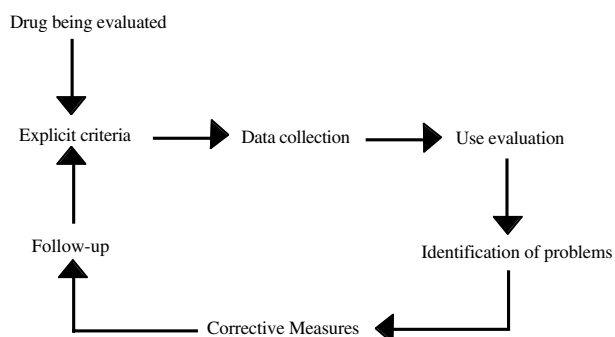 Drug being evaluated
Explicit criteria
Data collection
Use evaluation
Follow-up
Identification of problems
Corrective Measures